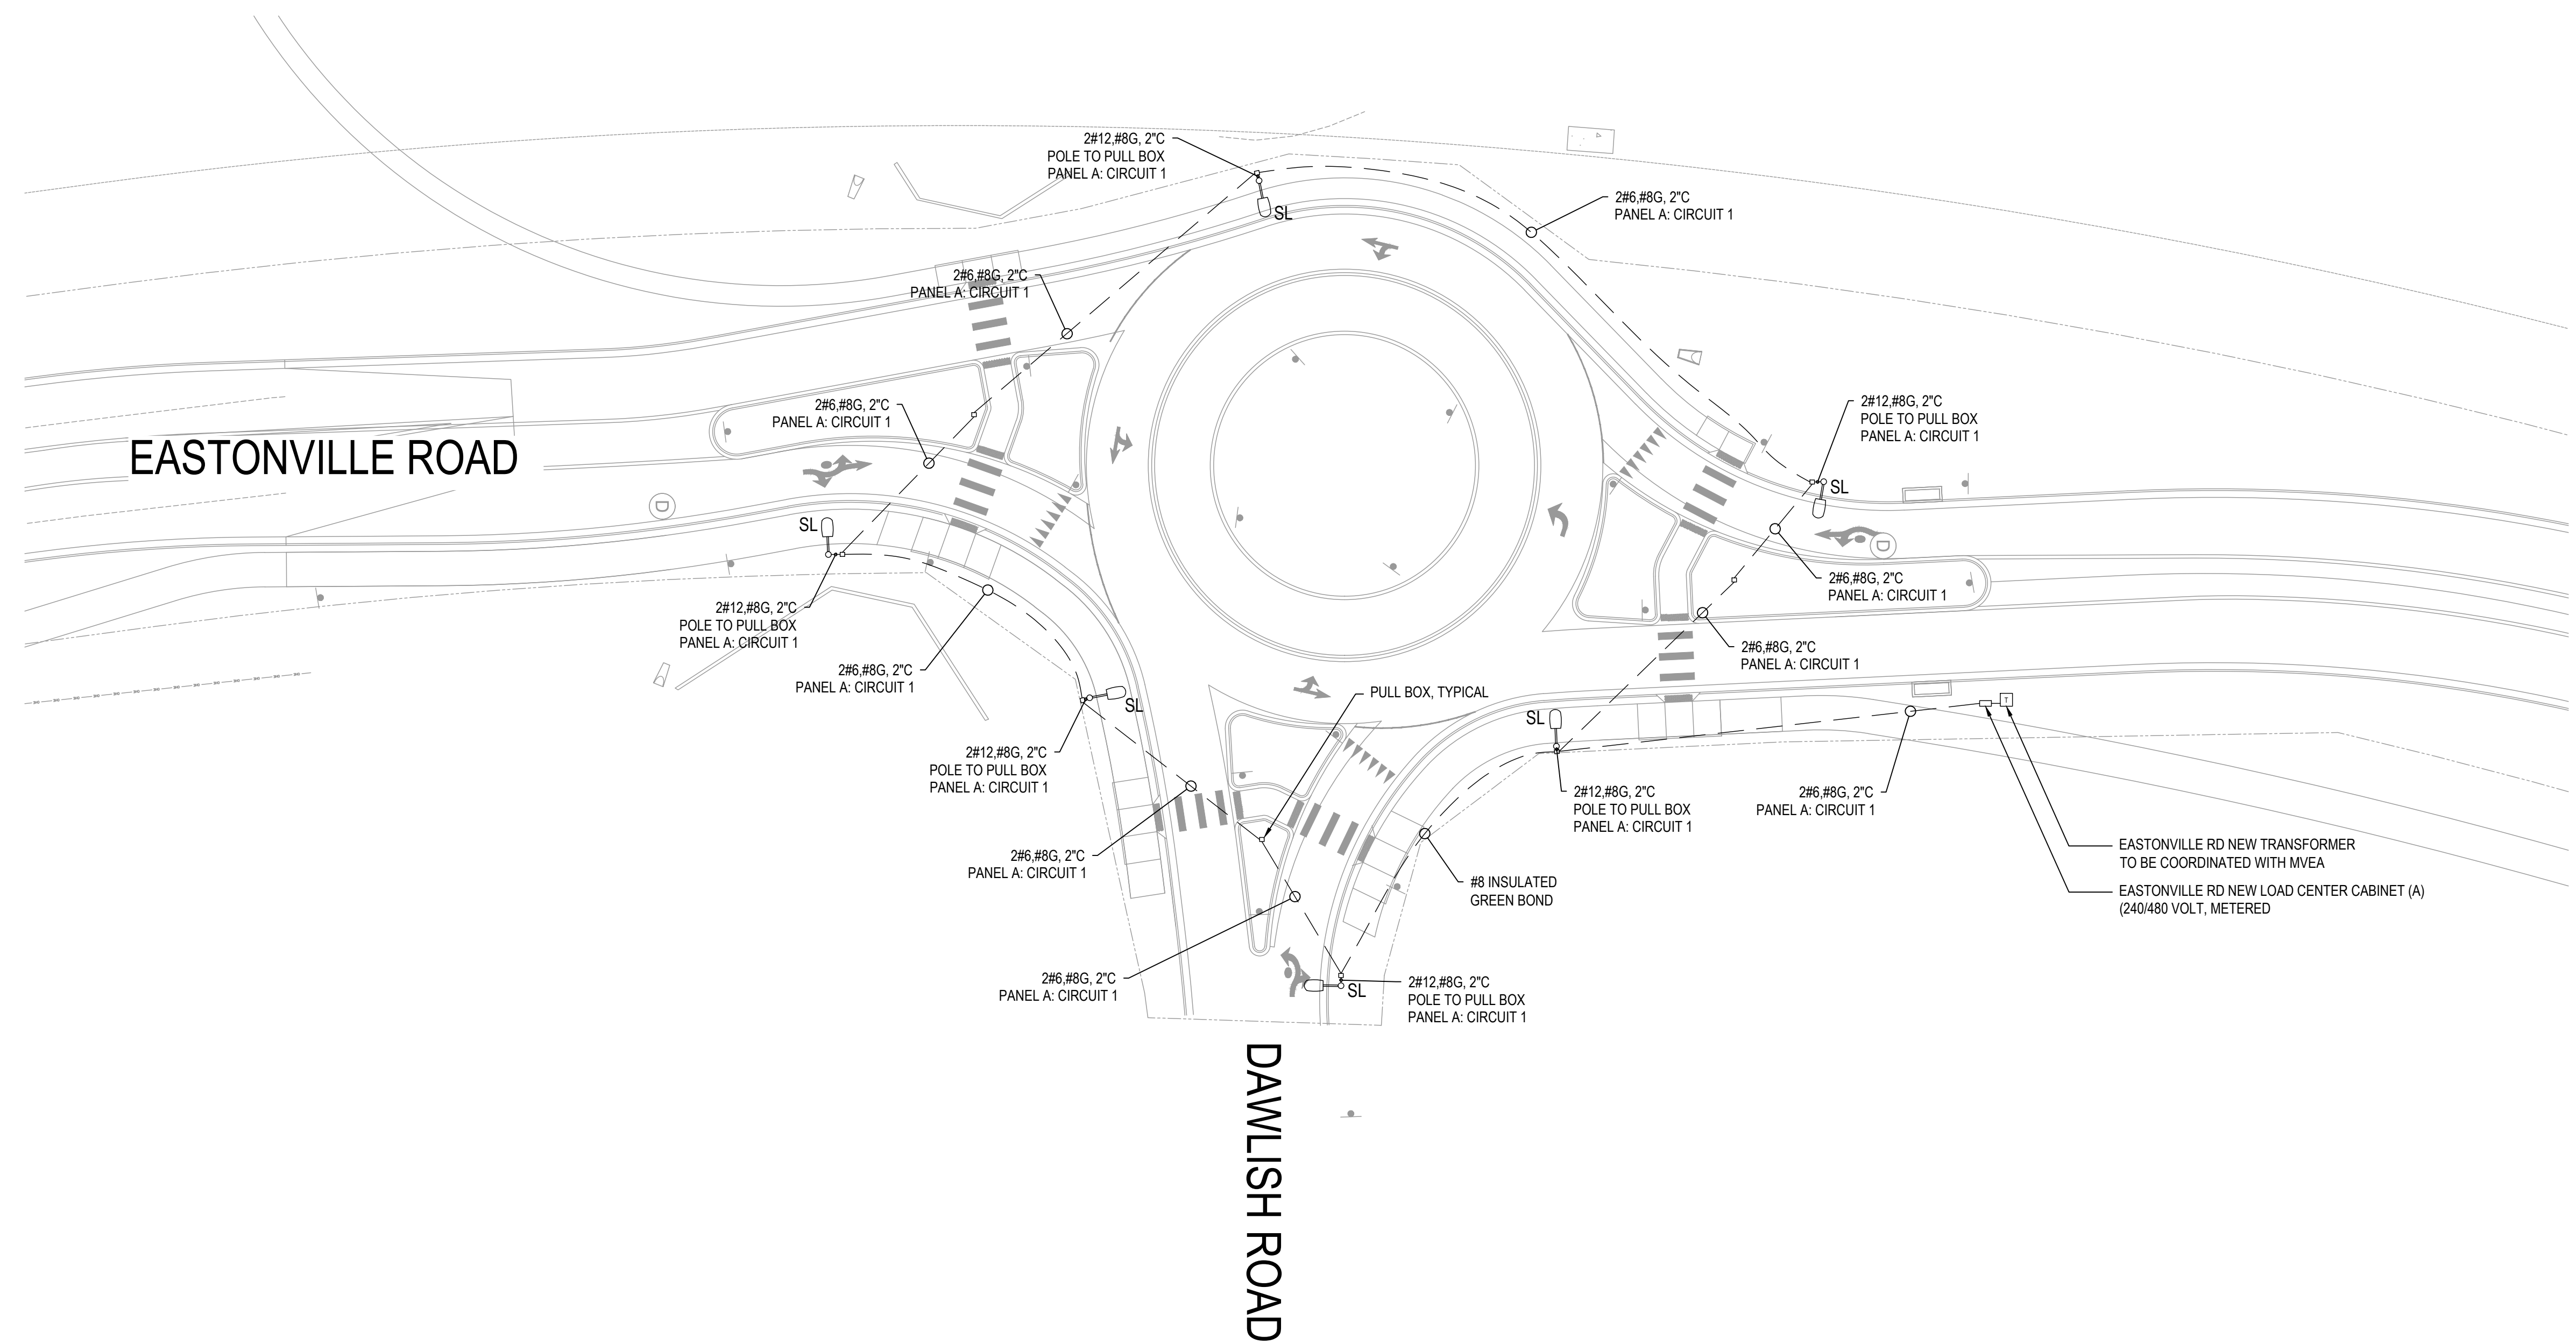 2#12,#8G, 2"C
POLE TO PULL BOX
PANEL A: CIRCUIT 1
SL
2#6,#8G, 2"C
PANEL A: CIRCUIT 1
2#6,#8G, 2"C
PANEL A: CIRCUIT 1
2#6,#8G, 2"C
PANEL A: CIRCUIT 1
EASTONVILLE ROAD
2#12,#8G, 2"C
POLE TO PULL BOX
PANEL A: CIRCUIT 1
SL
D
SL
D
2#6,#8G, 2"C
PANEL A: CIRCUIT 1
2#12,#8G, 2"C
POLE TO PULL BOX
PANEL A: CIRCUIT 1
2#6,#8G, 2"C
PANEL A: CIRCUIT 1
2#6,#8G, 2"C
PANEL A: CIRCUIT 1
SL
PULL BOX, TYPICAL
SL
T
2#12,#8G, 2"C
POLE TO PULL BOX
PANEL A: CIRCUIT 1
2#12,#8G, 2"C
POLE TO PULL BOX
PANEL A: CIRCUIT 1
2#6,#8G, 2"C
PANEL A: CIRCUIT 1
2#6,#8G, 2"C
PANEL A: CIRCUIT 1
#8 INSULATED
GREEN BOND
EASTONVILLE RD NEW TRANSFORMER
TO BE COORDINATED WITH MVEA
EASTONVILLE RD NEW LOAD CENTER CABINET (A)
(240/480 VOLT, METERED
2#6,#8G, 2"C
PANEL A: CIRCUIT 1
SL
2#12,#8G, 2"C
POLE TO PULL BOX
PANEL A: CIRCUIT 1
DAWLISH ROAD